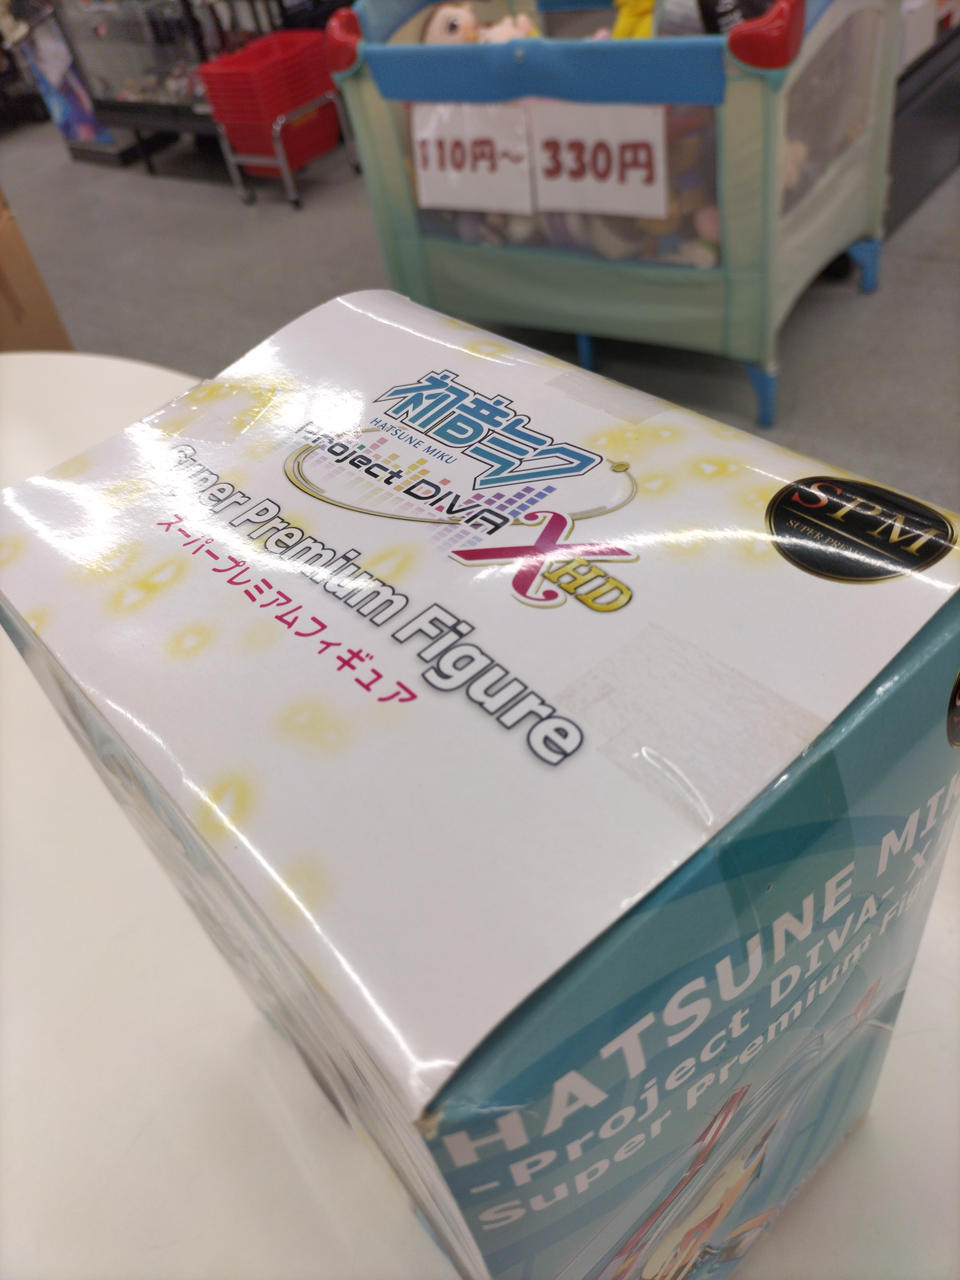 110円~
330円
初音ミク
HATSUNE MIKU
Project DIVA
X HD
Super Premium Figure
スーパープレミアムフィギュア
SPM
HATSUNE
-Project DIVA- X
Super Premium